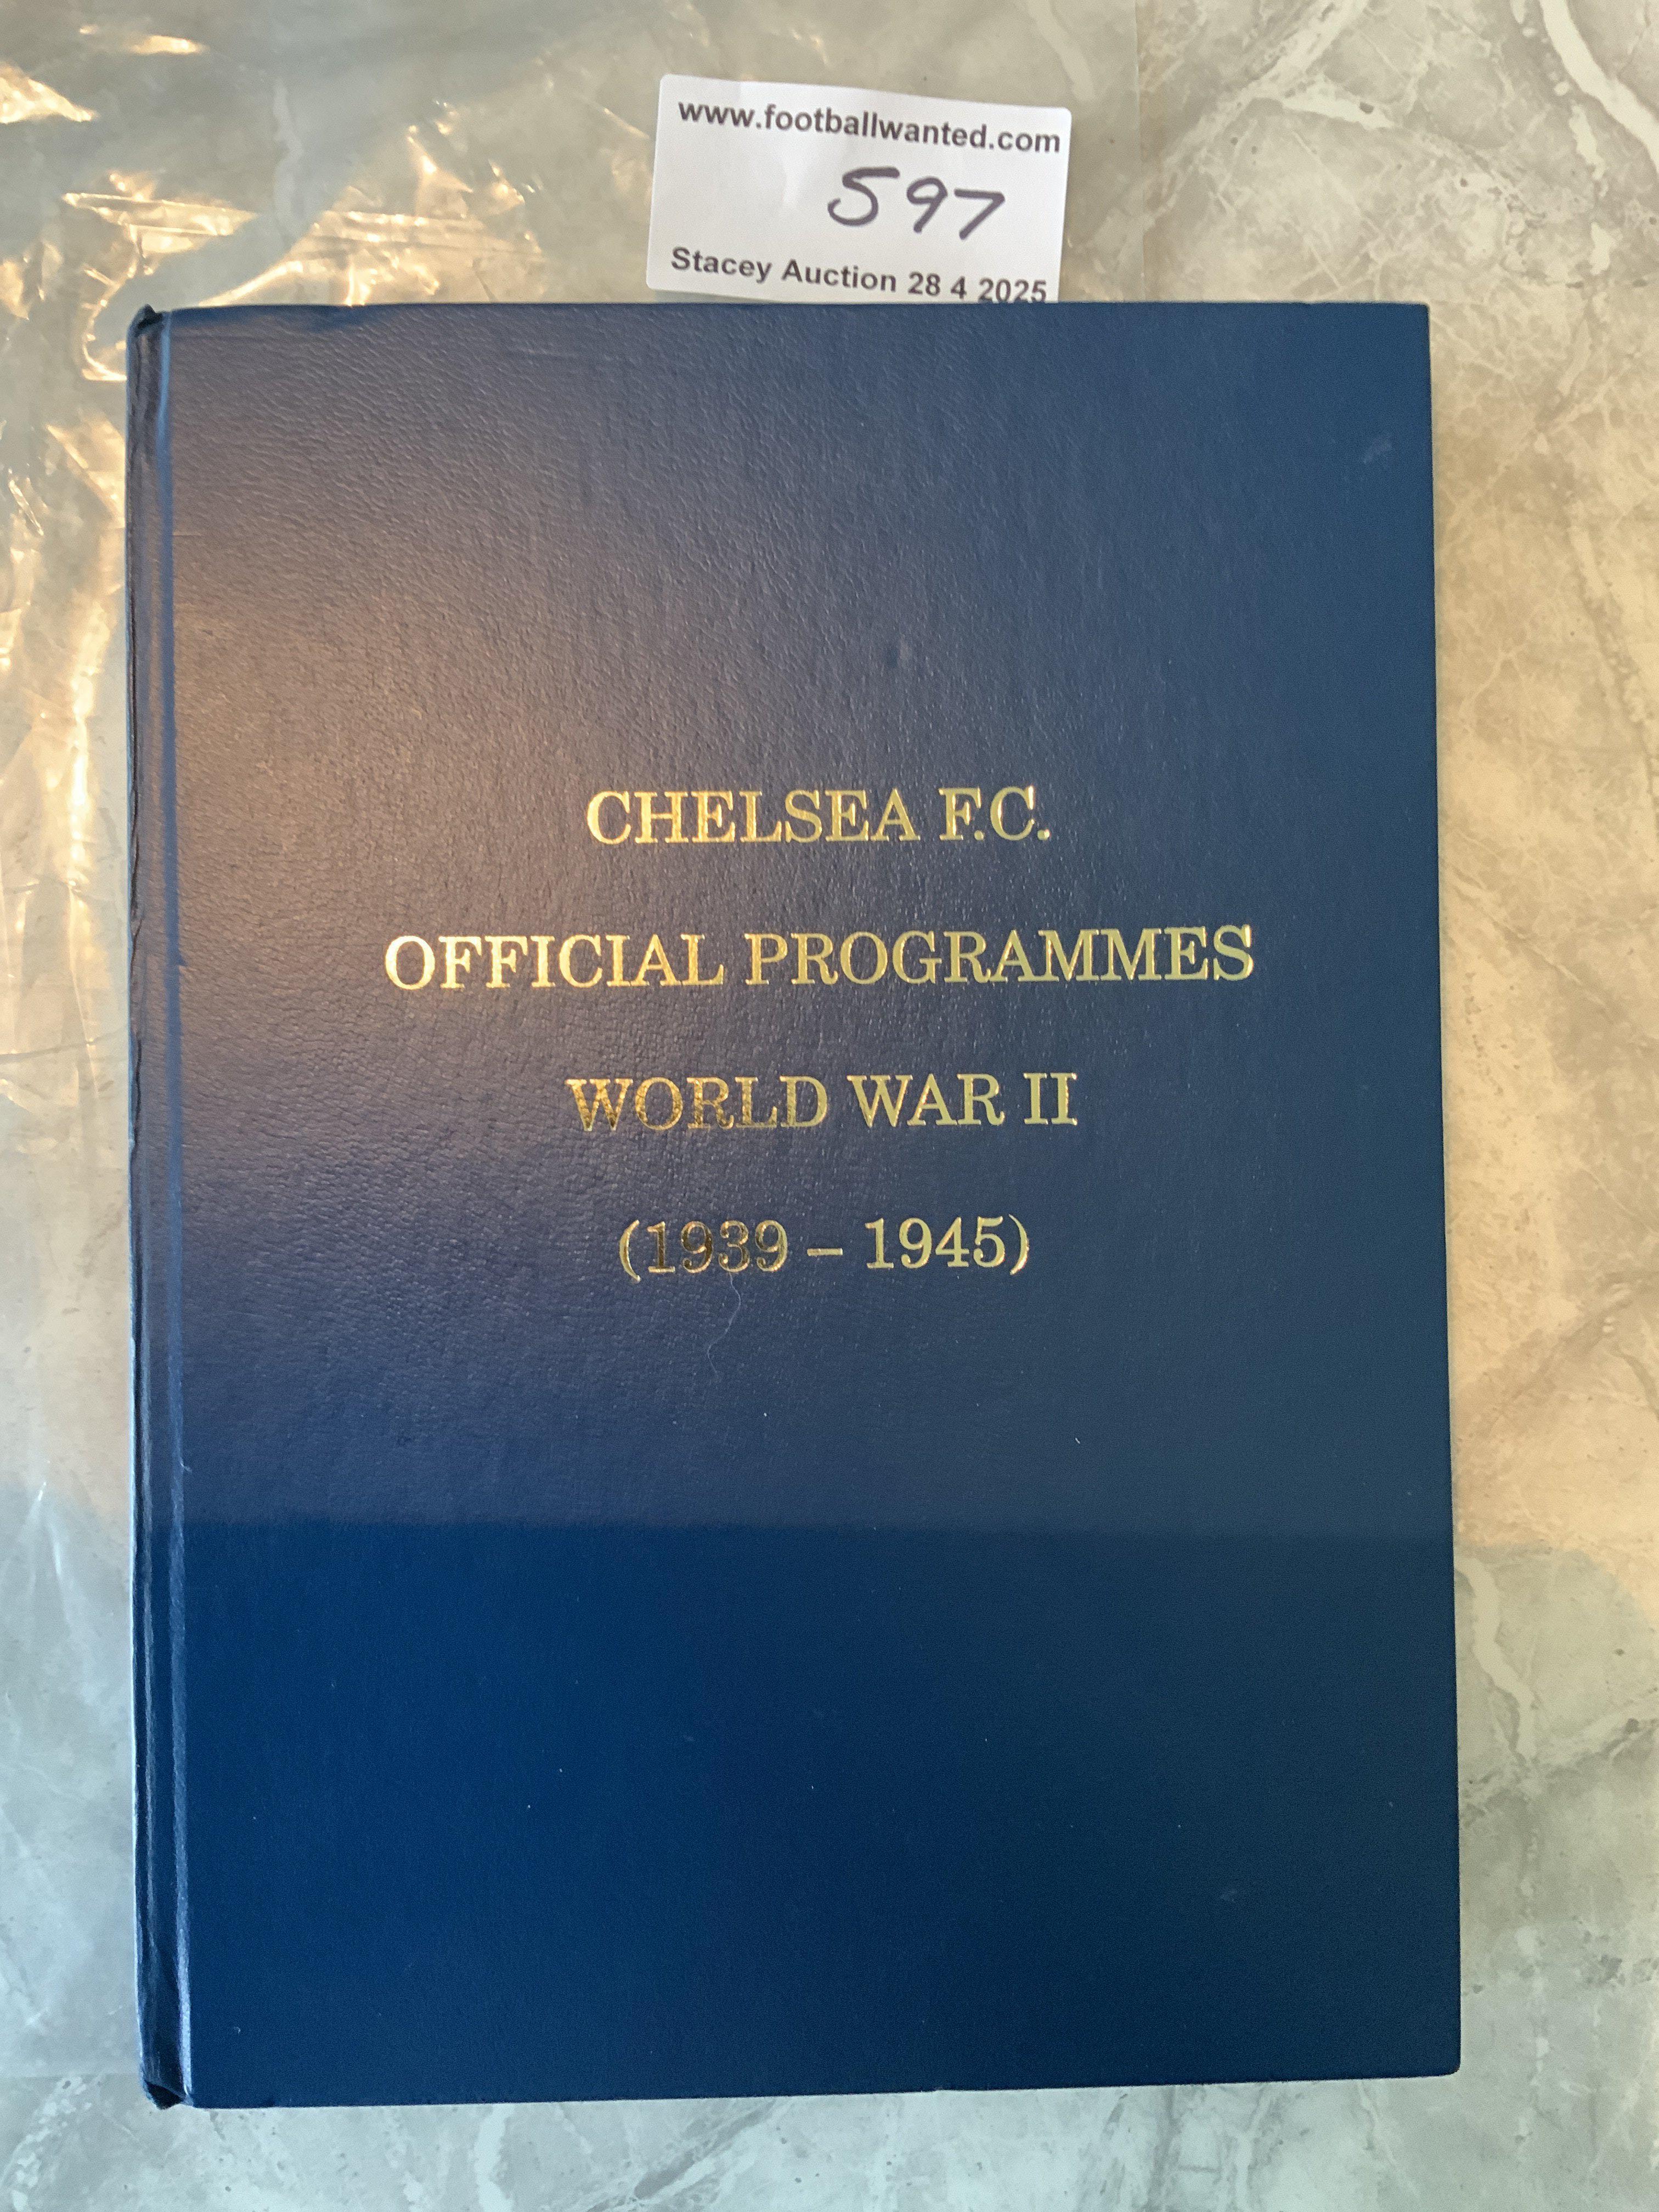 www.footballwanted.com
597
Stacey Auction 28 4 2025
CHELSEA F.C.
OFFICIAL PROGRAMMES
WORLD WAR II
(1939 – 1945)